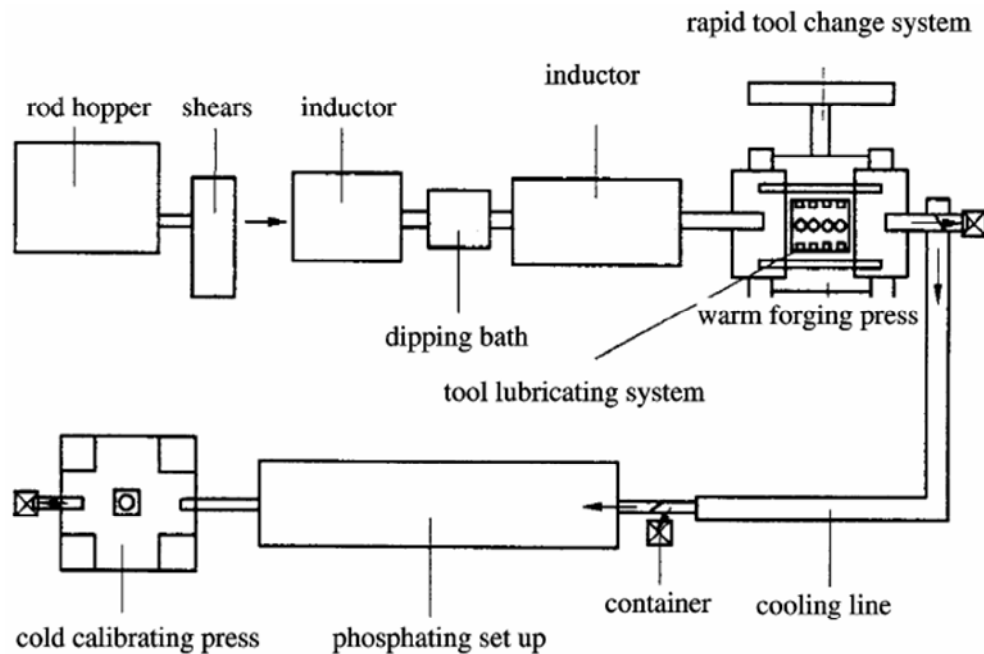 rapid tool change system
inductor
rod hopper
shears
inductor
dipping bath
warm forging press
tool lubricating system
container
cooling line
cold calibrating press
phosphating set up